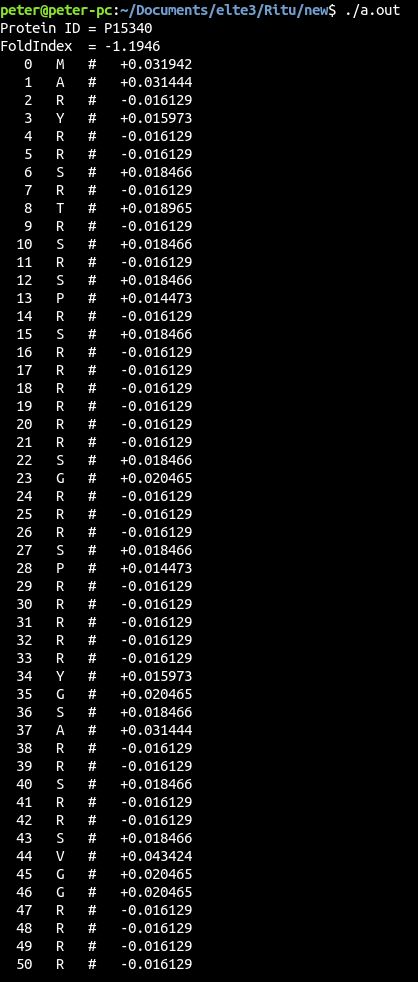 peter@peter-pc:~/Documents/elte3/Ritu/new$ ./a.out
Protein ID = P15340
FoldIndex  = -1.1946
   0   M   #   +0.031942
   1   A   #   +0.031444
   2   R   #   -0.016129
   3   Y   #   +0.015973
   4   R   #   -0.016129
   5   R   #   -0.016129
   6   S   #   +0.018466
   7   R   #   -0.016129
   8   T   #   +0.018965
   9   R   #   -0.016129
  10   S   #   +0.018466
  11   R   #   -0.016129
  12   S   #   +0.018466
  13   P   #   +0.014473
  14   R   #   -0.016129
  15   S   #   +0.018466
  16   R   #   -0.016129
  17   R   #   -0.016129
  18   R   #   -0.016129
  19   R   #   -0.016129
  20   R   #   -0.016129
  21   R   #   -0.016129
  22   S   #   +0.018466
  23   G   #   +0.020465
  24   R   #   -0.016129
  25   R   #   -0.016129
  26   R   #   -0.016129
  27   S   #   +0.018466
  28   P   #   +0.014473
  29   R   #   -0.016129
  30   R   #   -0.016129
  31   R   #   -0.016129
  32   R   #   -0.016129
  33   R   #   -0.016129
  34   Y   #   +0.015973
  35   G   #   +0.020465
  36   S   #   +0.018466
  37   A   #   +0.031444
  38   R   #   -0.016129
  39   R   #   -0.016129
  40   S   #   +0.018466
  41   R   #   -0.016129
  42   R   #   -0.016129
  43   S   #   +0.018466
  44   V   #   +0.043424
  45   G   #   +0.020465
  46   G   #   +0.020465
  47   R   #   -0.016129
  48   R   #   -0.016129
  49   R   #   -0.016129
  50   R   #   -0.016129